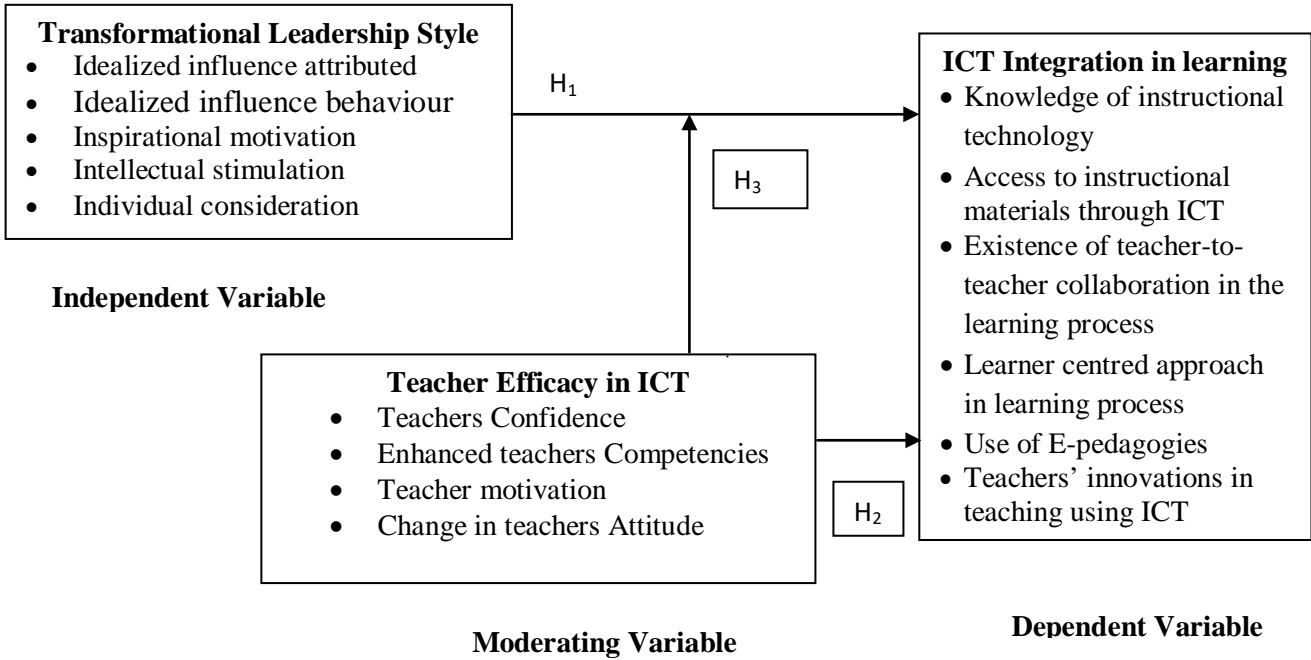 Transformational Leadership Style
• Idealized influence attributed
• Idealized influence behaviour
• Inspirational motivation
• Intellectual stimulation
• Individual consideration
Independent Variable
H1
H3
Teacher Efficacy in ICT
• Teachers Confidence
• Enhanced teachers Competencies
• Teacher motivation
• Change in teachers Attitude
Moderating Variable
H2
ICT Integration in learning
• Knowledge of instructional
technology
• Access to instructional
materials through ICT
• Existence of teacher-to-
teacher collaboration in the
learning process
• Learner centred approach
in learning process
• Use of E-pedagogies
• Teachers’ innovations in
teaching using ICT
Dependent Variable